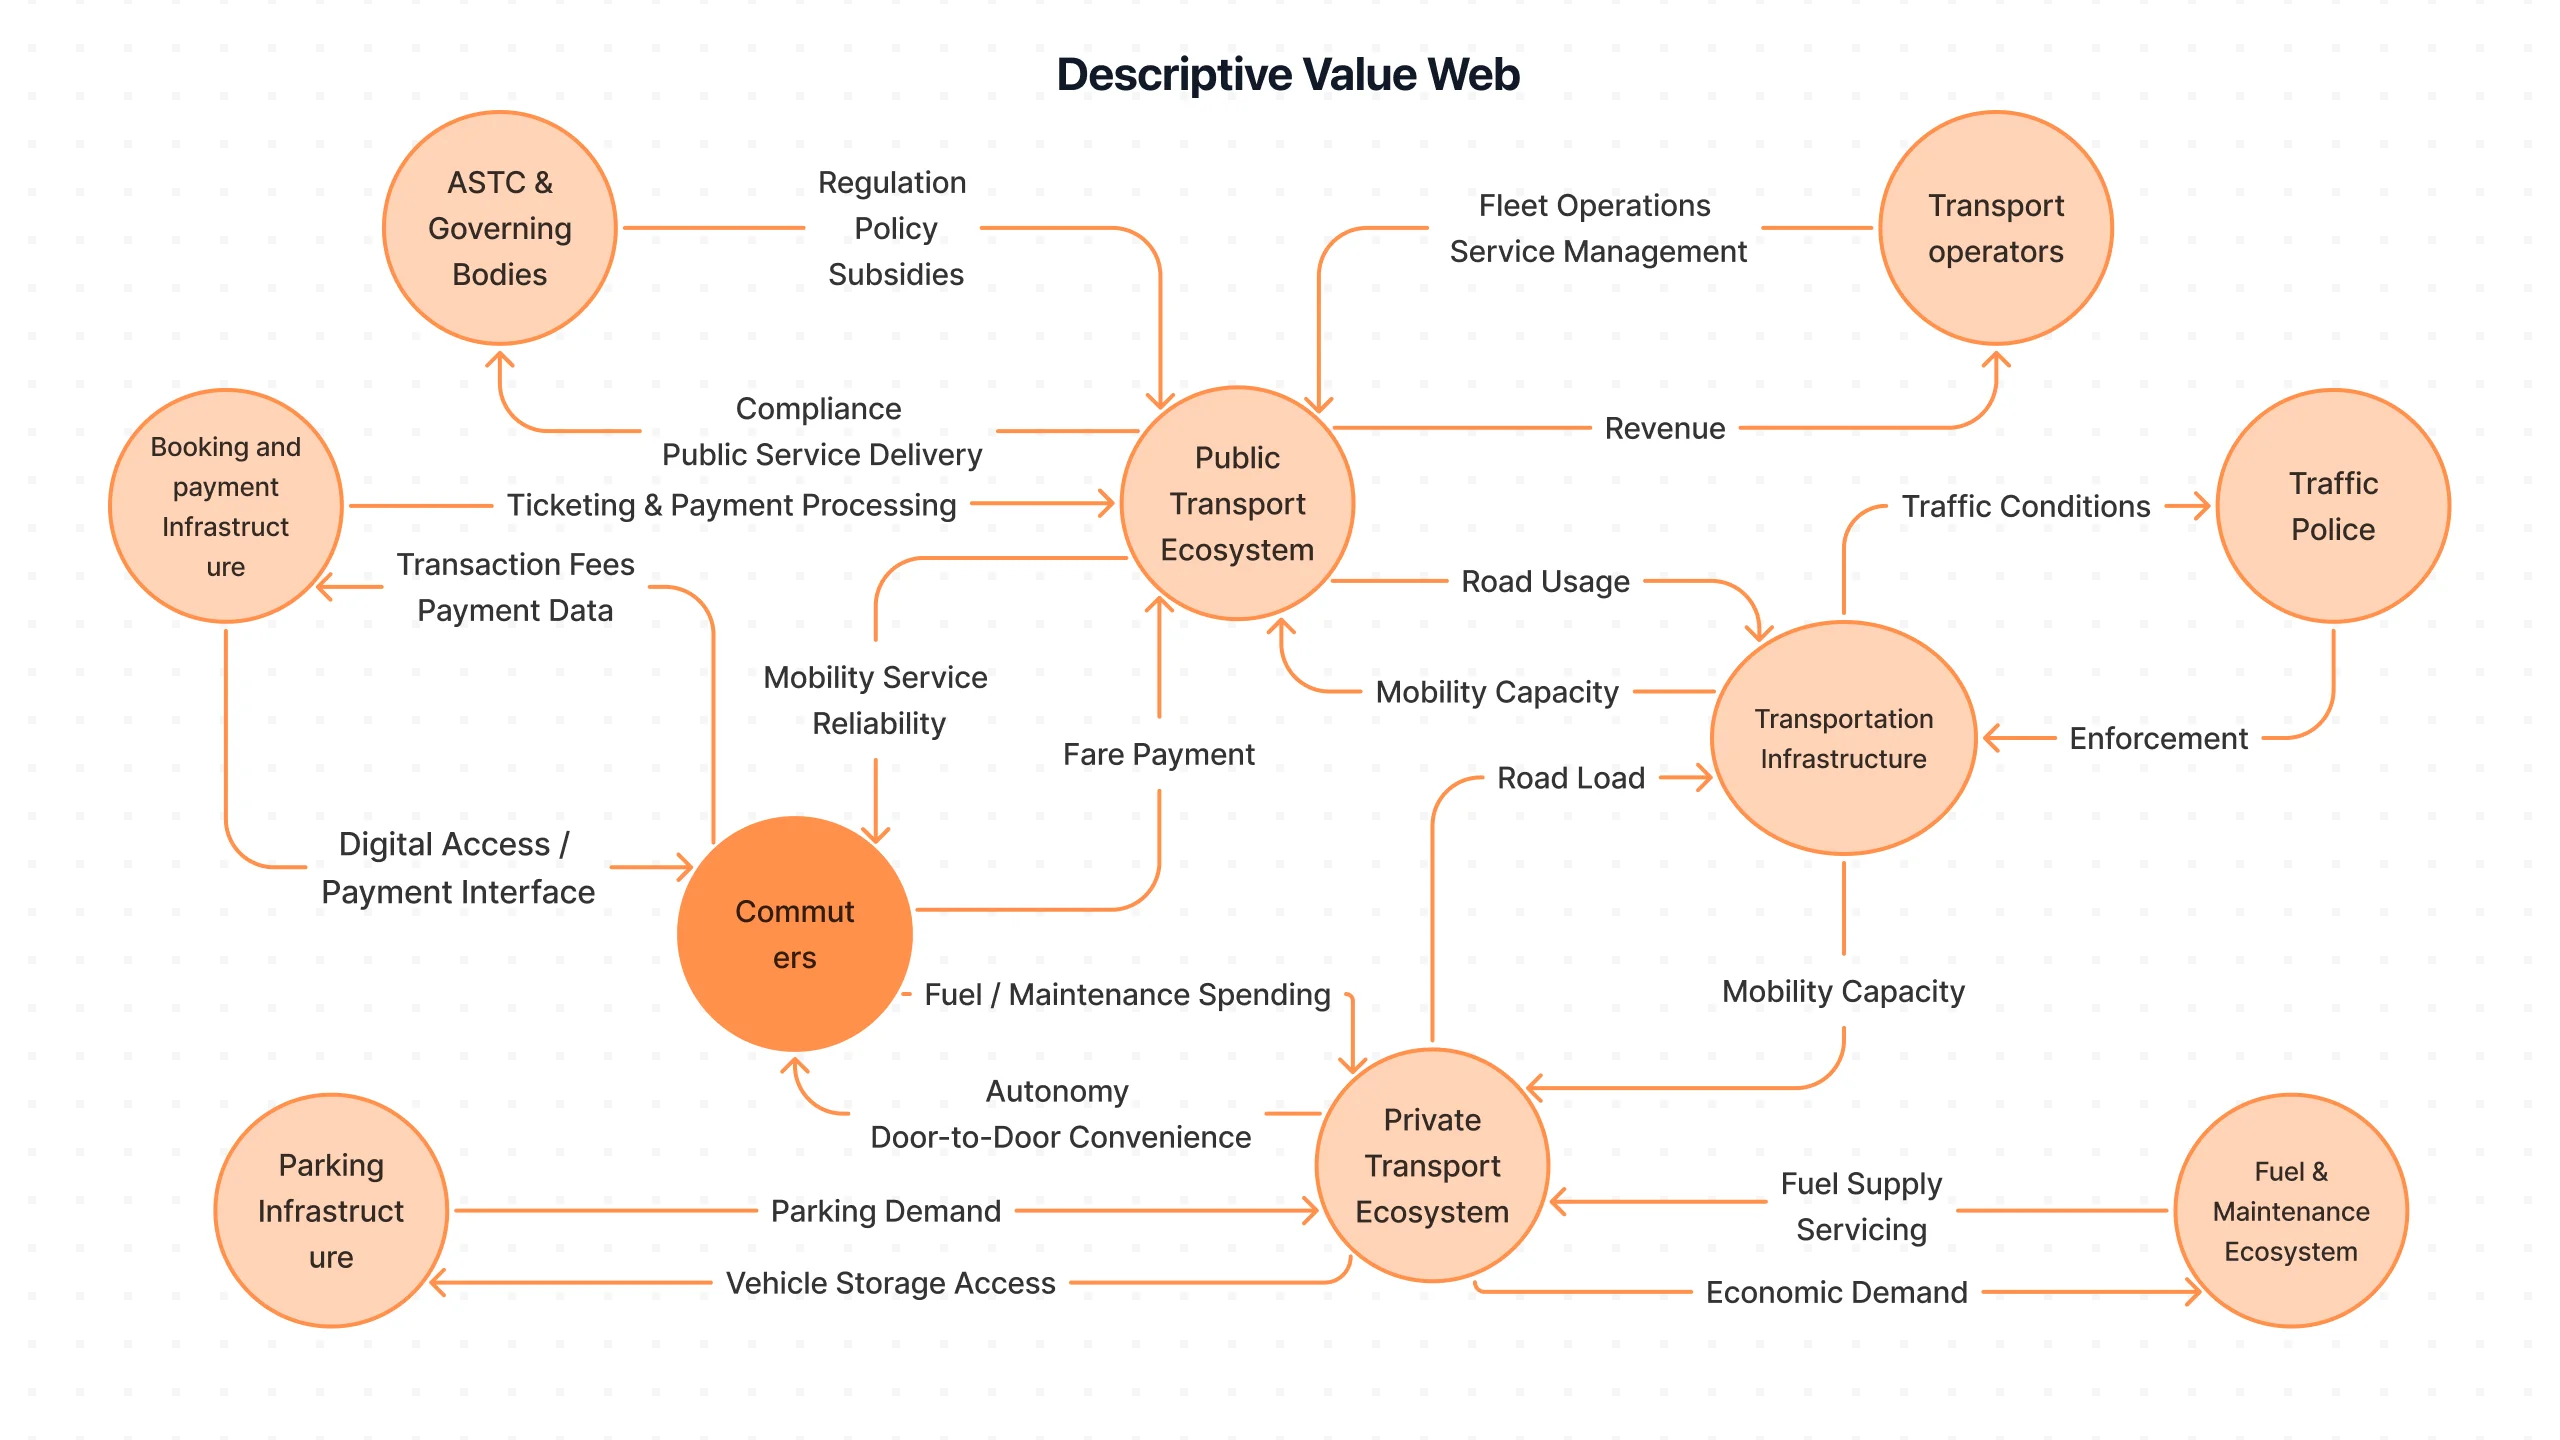 Descriptive Value Web
ASTC &
Governing
Bodies
Regulation
Policy
Subsidies
Fleet Operations
Service Management
Transport
operators
Compliance
Public Service Delivery
Revenue
Booking and
payment
Infrastruct
ure
Ticketing & Payment Processing
Public
Transport
Ecosystem
Traffic Conditions
Traffic
Police
Transaction Fees
Payment Data
Road Usage
Mobility Service
Reliability
Mobility Capacity
Fare Payment
Transportation
Infrastructure
Enforcement
Road Load
Digital Access /
Payment Interface
Commut
ers
Fuel / Maintenance Spending
Mobility Capacity
Autonomy
Door-to-Door Convenience
Private
Transport
Ecosystem
Parking
Infrastruct
ure
Parking Demand
Fuel Supply
Servicing
Fuel &
Maintenance
Ecosystem
Vehicle Storage Access
Economic Demand